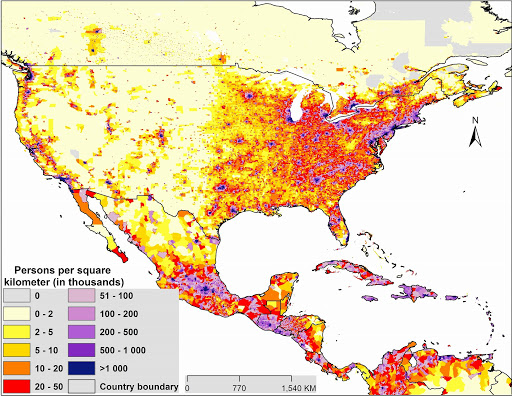 N
Persons per square
kilometer (in thousands)
0
0 - 2
2 - 5
5 - 10
10 - 20
20 - 50
51 - 100
100 - 200
200 - 500
500 - 1 000
>1 000
Country boundary
0 770 1,540 KM